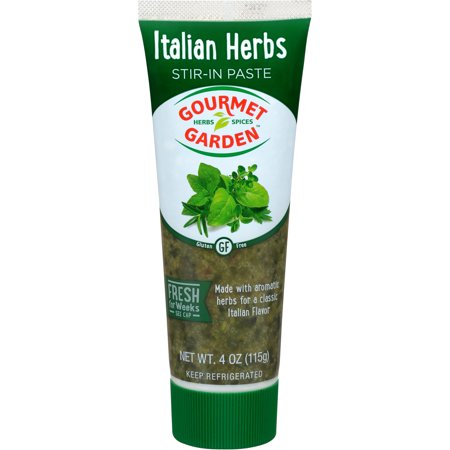 Italian Herbs
STIR-IN PASTE
GOURMET
HERBS SPICES
GARDEN™
Gluten GF Free
FRESH
for Weeks
SEE CAP
Made with aromatic
herbs for a classic
Italian Flavor
NET WT. 4 OZ (115g)
KEEP REFRIGERATED